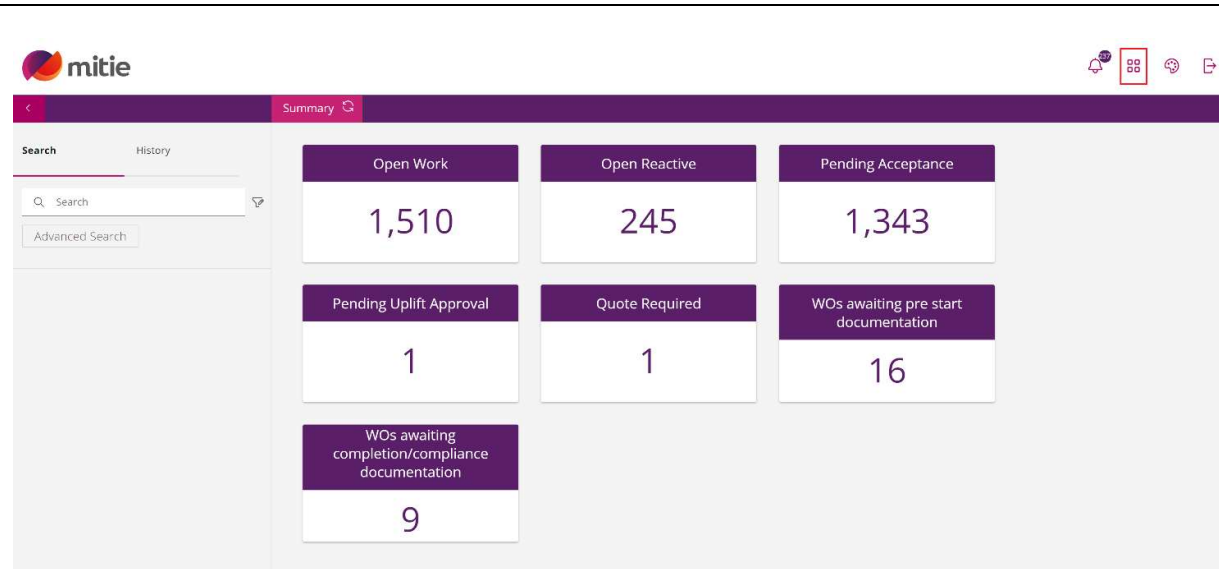 mitie
237
Summary
Search History
Search
Advanced Search
Open Work
1,510
Open Reactive
245
Pending Acceptance
1,343
Pending Uplift Approval
1
Quote Required
1
WOs awaiting pre start
documentation
16
WOs awaiting
completion/compliance
documentation
9